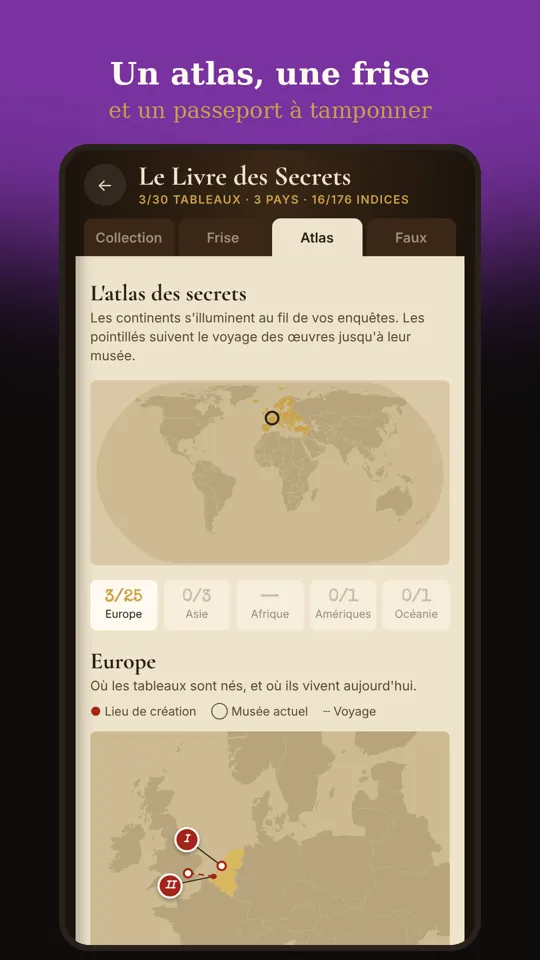 Un atlas, une frise
et un passeport à tamponner
←
Le Livre des Secrets
3/30 TABLEAUX · 3 PAYS · 16/176 INDICES
Collection
Frise
Atlas
Faux
L'atlas des secrets
Les continents s'illuminent au fil de vos enquêtes. Les
pointillés suivent le voyage des œuvres jusqu'à leur
musée.
3/25
Europe
0/3
Asie
—
Afrique
0/1
Amériques
0/1
Océanie
Europe
Où les tableaux sont nés, et où ils vivent aujourd'hui.
Lieu de création
Musée actuel
Voyage
I
II